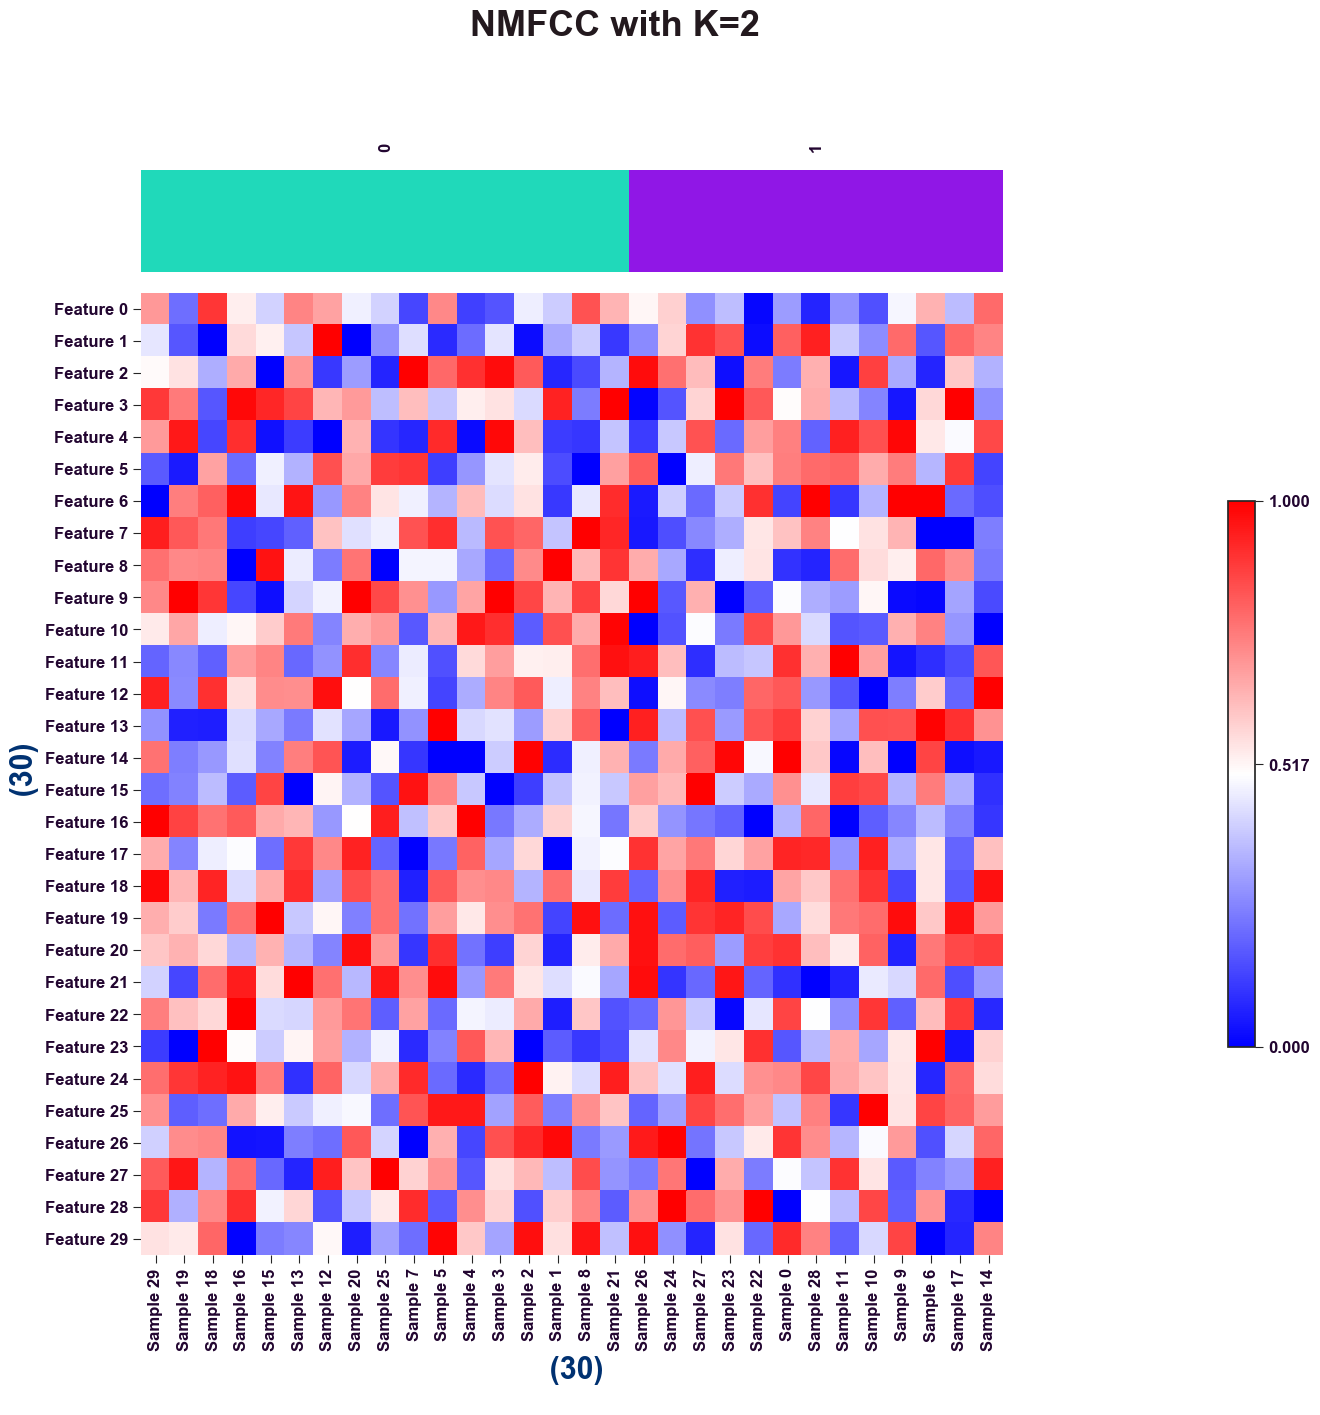 NMFCC with K=2
0
1
Feature 0
Feature 1
Feature 2
Feature 3
Feature 4
Feature 5
Feature 6
Feature 7
Feature 8
Feature 9
Feature 10
Feature 11
Feature 12
Feature 13
Feature 14
Feature 15
Feature 16
Feature 17
Feature 18
Feature 19
Feature 20
Feature 21
Feature 22
Feature 23
Feature 24
Feature 25
Feature 26
Feature 27
Feature 28
Feature 29
(30)
1.000
0.517
0.000
Sample 29
Sample 19
Sample 18
Sample 16
Sample 15
Sample 13
Sample 12
Sample 20
Sample 25
Sample 7
Sample 5
Sample 4
Sample 3
Sample 2
Sample 1
Sample 8
Sample 21
Sample 26
Sample 24
Sample 27
Sample 23
Sample 22
Sample 0
Sample 28
Sample 11
Sample 10
Sample 9
Sample 6
Sample 17
Sample 14
(30)